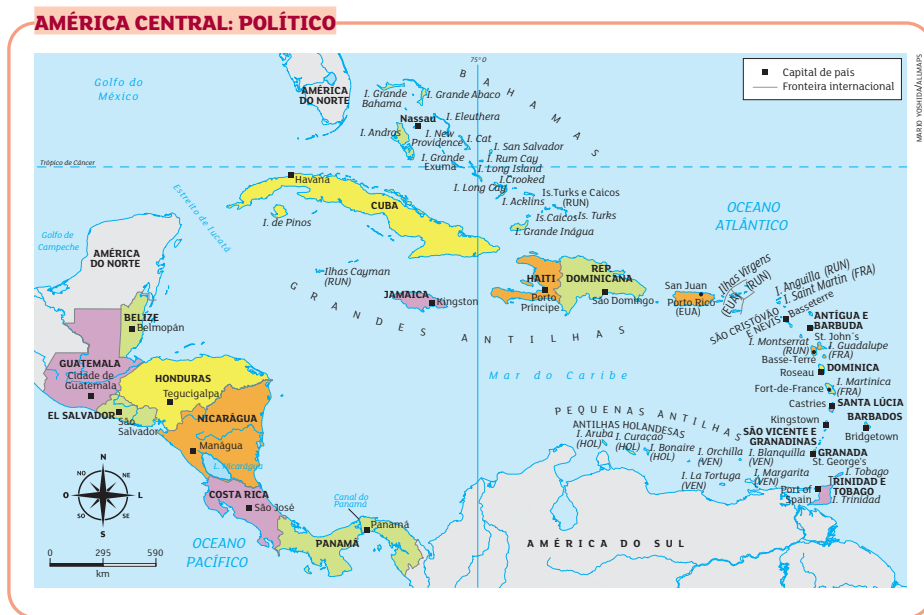 AMÉRICA CENTRAL: POLÍTICO
MARIO YOSHIDA/ALLMAPS
Capital de país
Fronteira internacional
75° O
Golfo do
México
AMÉRICA
DO NORTE
BAHAMAS
I. Grande
Bahama
I. Grande Abaco
Nassau
I. Eleuthera
I. Andros
I. New
Providence
I. Cat
I. Grande
Exuma
I. San Salvador
I. Rum Cay
I. Long Island
I.Crooked
I. Long Cay
I. Acklins
Is.Turks e Caicos
(RUN)
Is.Caicos
Is. Turks
I. Grande Inágua
Trópico de Câncer
Havana
CUBA
I. de Pinos
Estreito de Iucatã
OCEANO
ATLÂNTICO
Golfo de
Campeche
AMÉRICA
DO NORTE
Ilhas Cayman
(RUN)
JAMAICA
Kingston
HAITI
Porto
Príncipe
REP.
DOMINICANA
São Domingo
San Juan
Porto Rico
(EUA)
Ilhas Virgens
(EUA) (RUN)
I. Anguilla (RUN)
I. Saint Martin (FRA)
Basseterre
SÃO CRISTÓVÃO
E NEVIS
ANTÍGUA E
BARBUDA
St. John´s
I. Montserrat
(RUN)
I. Guadalupe
(FRA)
Basse-Terre
DOMINICA
Roseau
Fort-de-France
I. Martinica
(FRA)
Castries
SANTA LÚCIA
Kingstown
BARBADOS
Bridgetown
SÃO VICENTE E
GRANADINAS
GRANADA
St. George's
GRANDES ANTILHAS
Mar do Caribe
PEQUENAS ANTILHAS
ANTILHAS HOLANDESAS
I. Aruba
(HOL)
I. Curaçao
(HOL)
I. Bonaire
(HOL)
I. Orchilla
(VEN)
I. Blanquilla
(VEN)
I. La Tortuga
(VEN)
I. Margarita
(VEN)
I. Tobago
TRINIDAD E
TOBAGO
Port of
Spain
I. Trinidad
BELIZE
Belmopán
GUATEMALA
Cidade de
Guatemala
HONDURAS
Tegucigalpa
EL SALVADOR
São
Salvador
NICARÁGUA
Manágua
L. Nicarágua
COSTA RICA
São José
Canal do
Panamá
Panamá
PANAMÁ
OCEANO
PACÍFICO
AMÉRICA DO SUL
N
NO
NE
O
L
SO
SE
S
0
295
590
km